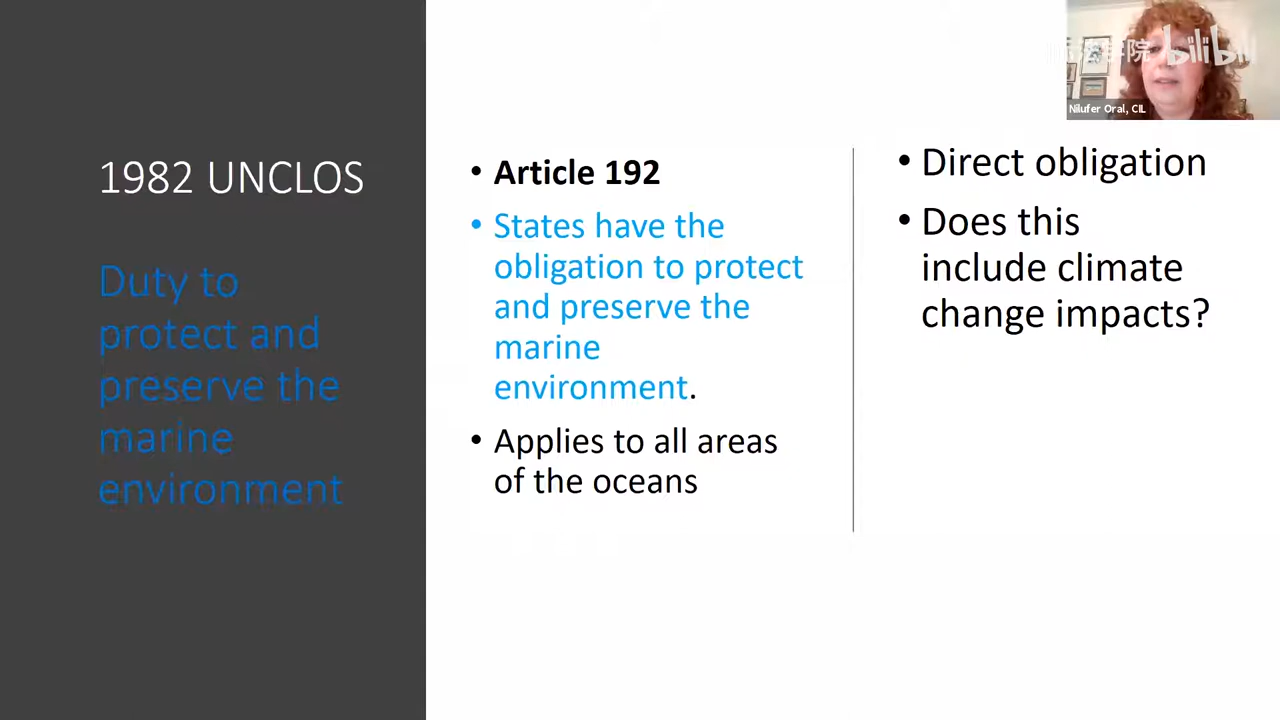 1982 UNCLOS
Duty to
protect and
preserve the
marine
environment
• Article 192
• States have the
obligation to protect
and preserve the
marine
environment.
• Applies to all areas
of the oceans
• Direct obligation
• Does this
include climate
change impacts?
bilibili
Nilufer Oral, CIL